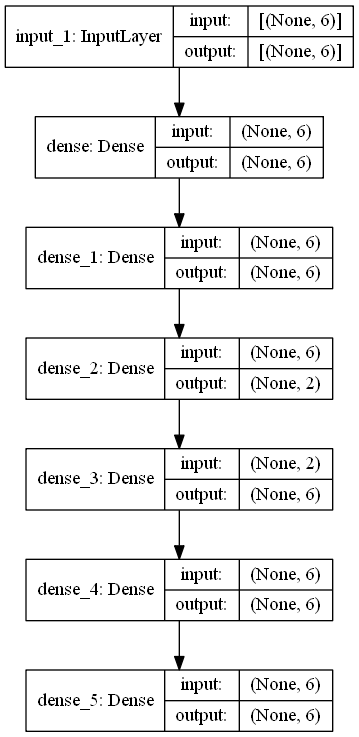 input_1: InputLayer input: [(None, 6)]
output: [(None, 6)]
dense: Dense input: (None, 6)
output: (None, 6)
dense_1: Dense input: (None, 6)
output: (None, 6)
dense_2: Dense input: (None, 6)
output: (None, 2)
dense_3: Dense input: (None, 2)
output: (None, 6)
dense_4: Dense input: (None, 6)
output: (None, 6)
dense_5: Dense input: (None, 6)
output: (None, 6)